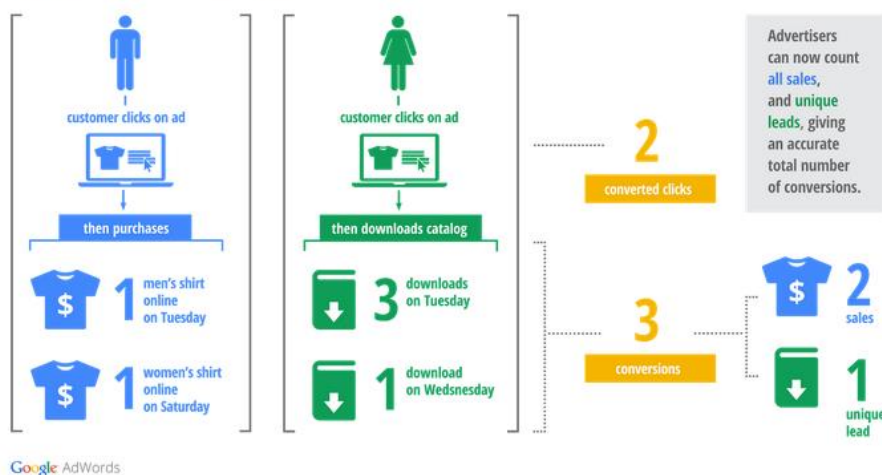 customer clicks on ad
then purchases
$
1
men's shirt
online
on Tuesday
$
1
women's shirt
online
on Saturday
customer clicks on ad
then downloads catalog
3
downloads
on Tuesday
1
download
on Wedsnesday
2
converted clicks
3
conversions
Advertisers
can now count
all sales,
and unique
leads, giving
an accurate
total number
of conversions.
$
2
sales
1
unique
lead
Google AdWords